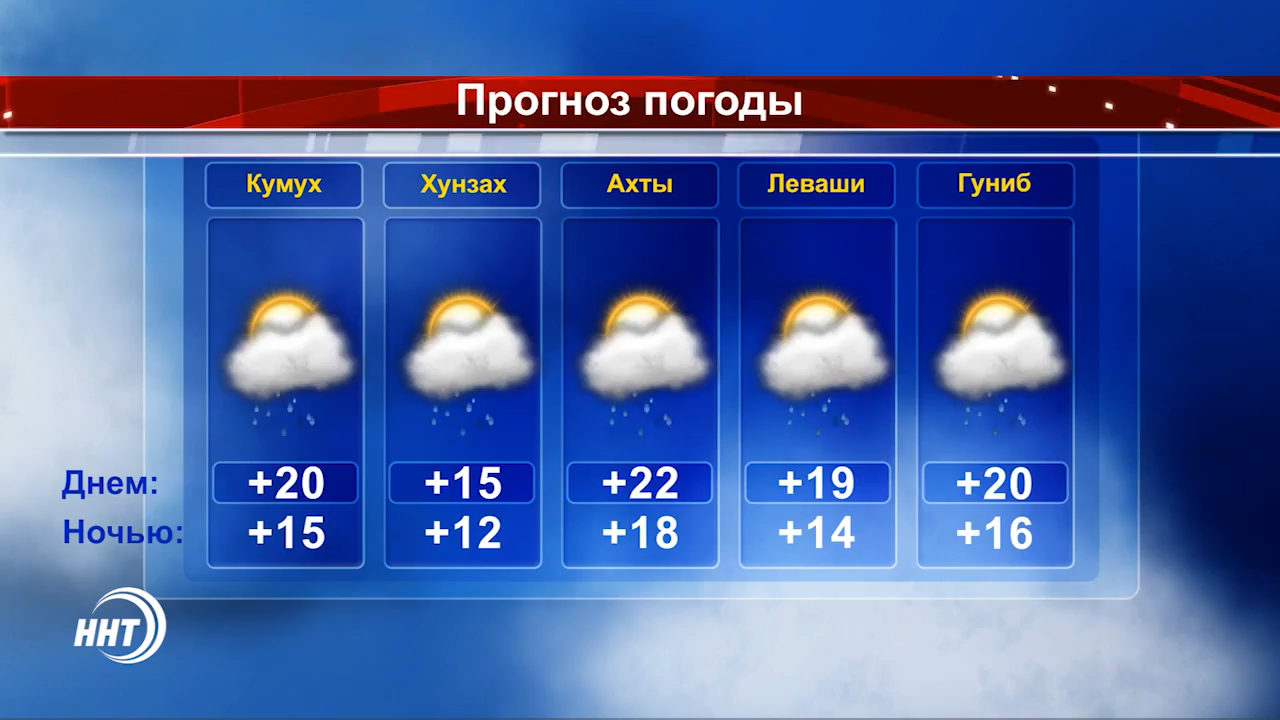 Прогноз погоды
Кумух Хунзах Ахты Леваши Гуниб
Днем: +20 +15 +22 +19 +20
Ночью: +15 +12 +18 +14 +16
ННТ